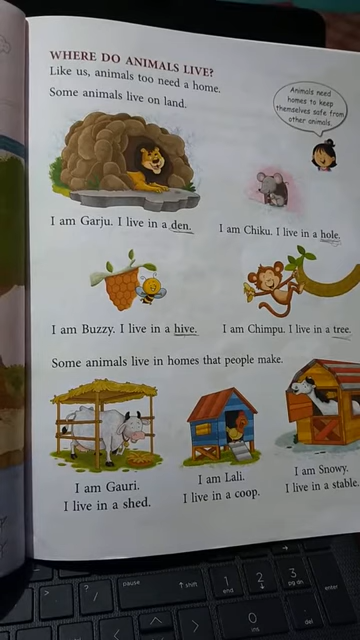 WHERE DO ANIMALS LIVE?
Like us, animals too need a home.
Some animals live on land.
Animals need
homes to keep
themselves safe from
other animals.
I am Garju. I live in a den.
I am Chiku. I live in a hole.
I am Buzzy. I live in a hive.
I am Chimpu. I live in a tree.
Some animals live in homes that people make.
I am Gauri.
I live in a shed.
I am Lali.
I live in a coop.
I am Snowy.
I live in a stable.
pause
shift
1
end
2
3
pg dn
enter
0
ins
del